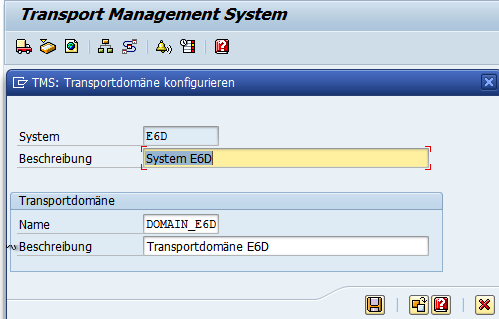 Transport Management System
TMS: Transportdomäne konfigurieren
System E6D
Beschreibung System E6D
Transportdomäne
Name DOMAIN_E6D
Beschreibung Transportdomäne E6D